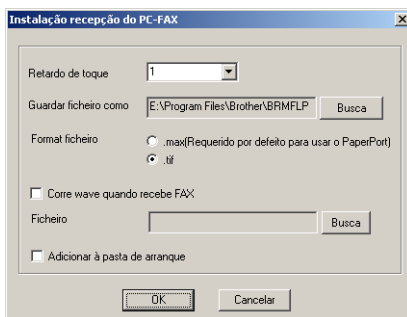 Instalação recepção do PC-FAX
Retardo de toque 1
Guardar ficheiro como E:\Program Files\Brother\BRMFLP Busca
Format ficheiro .max(Requerido por defeito para usar o PaperPort)
.tif
Corre wave quando recebe FAX
Ficheiro Busca
Adicionar à pasta de arranque
OK Cancelar